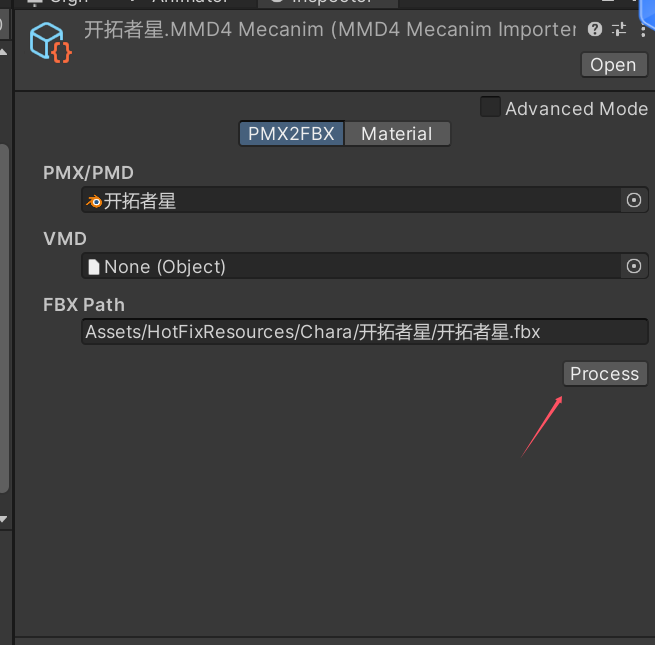 Inspector
开拓者星.MMD4 Mecanim (MMD4 Mecanim Importer
Open
Advanced Mode
PMX2FBX Material
PMX/PMD
开拓者星
VMD
None (Object)
FBX Path
Assets/HotFixResources/Chara/开拓者星/开拓者星.fbx
Process